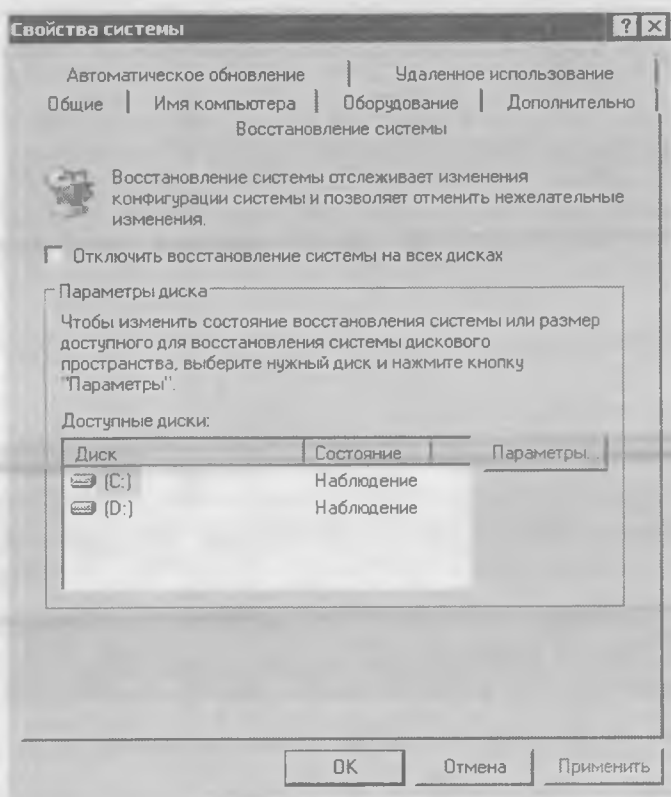 Свойства системы
Автоматическое обновление Удаленное использование
Общие Имя компьютера Оборудование Дополнительно
Восстановление системы
Восстановление системы отслеживает изменения
конфигурации системы и позволяет отменить нежелательные
изменения.
Отключить восстановление системы на всех дисках
Параметры диска
Чтобы изменить состояние восстановления системы или размер
доступного для восстановления системы дискового
пространства, выберите нужный диск и нажмите кнопку
"Параметры".
Доступные диски:
Диск Состояние Параметры...
(C:) Наблюдение
(D:) Наблюдение
OK Отмена Применить